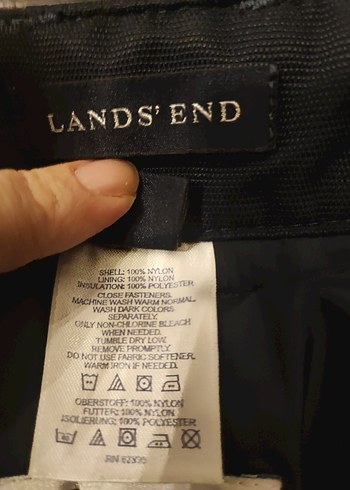 LANDS' END
SHELL: 100% NYLON
LINING: 100% NYLON
INSULATION: 100% POLYESTER
CLOSE FASTENERS.
MACHINE WASH WARM NORMAL.
WASH DARK COLORS
SEPARATELY.
ONLY NON-CHLORINE BLEACH
WHEN NEEDED.
TUMBLE DRY LOW.
REMOVE PROMPTLY.
DO NOT USE FABRIC SOFTENER.
WARM IRON IF NEEDED.
OBERSTOFF: 100% NYLON
FUTTER: 100% NYLON
ISOLIERUNG: 100% POLYESTER
RN